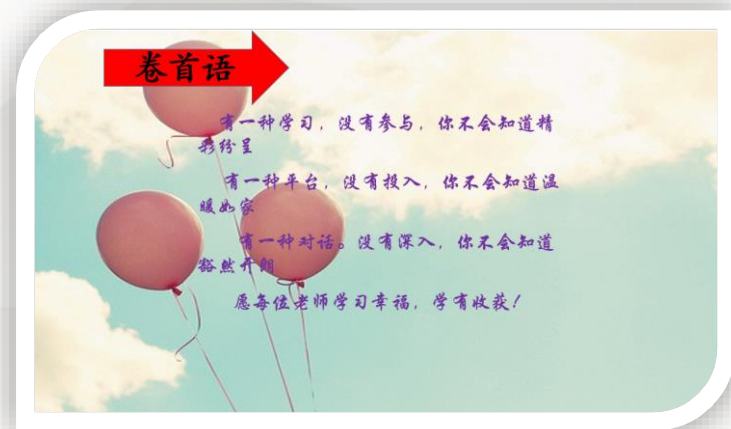 卷首语
有一种学习，没有参与，你不会知道精
彩纷呈
有一种平台，没有投入，你不会知道温
暖如家
有一种对话。没有深入，你不会知道
豁然开朗
愿每位老师学习幸福，学有收获！